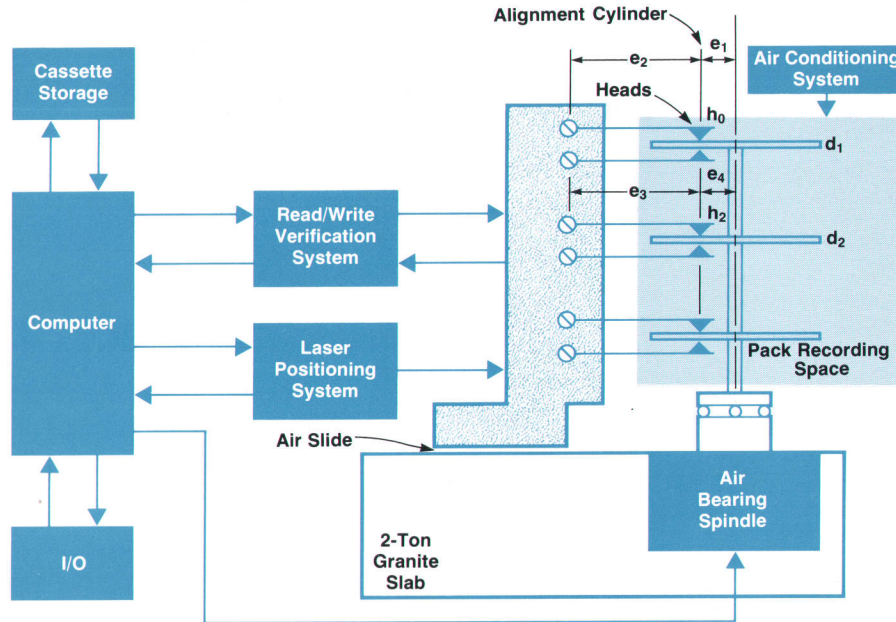 Alignment Cylinder
e1
e2
Cassette
Storage
Heads
h0
Air Conditioning
System
d1
Read/Write
Verification
System
e3
e4
h2
d2
Computer
Laser
Positioning
System
Pack Recording
Space
Air Slide
Air
Bearing
Spindle
2-Ton
Granite
Slab
I/O